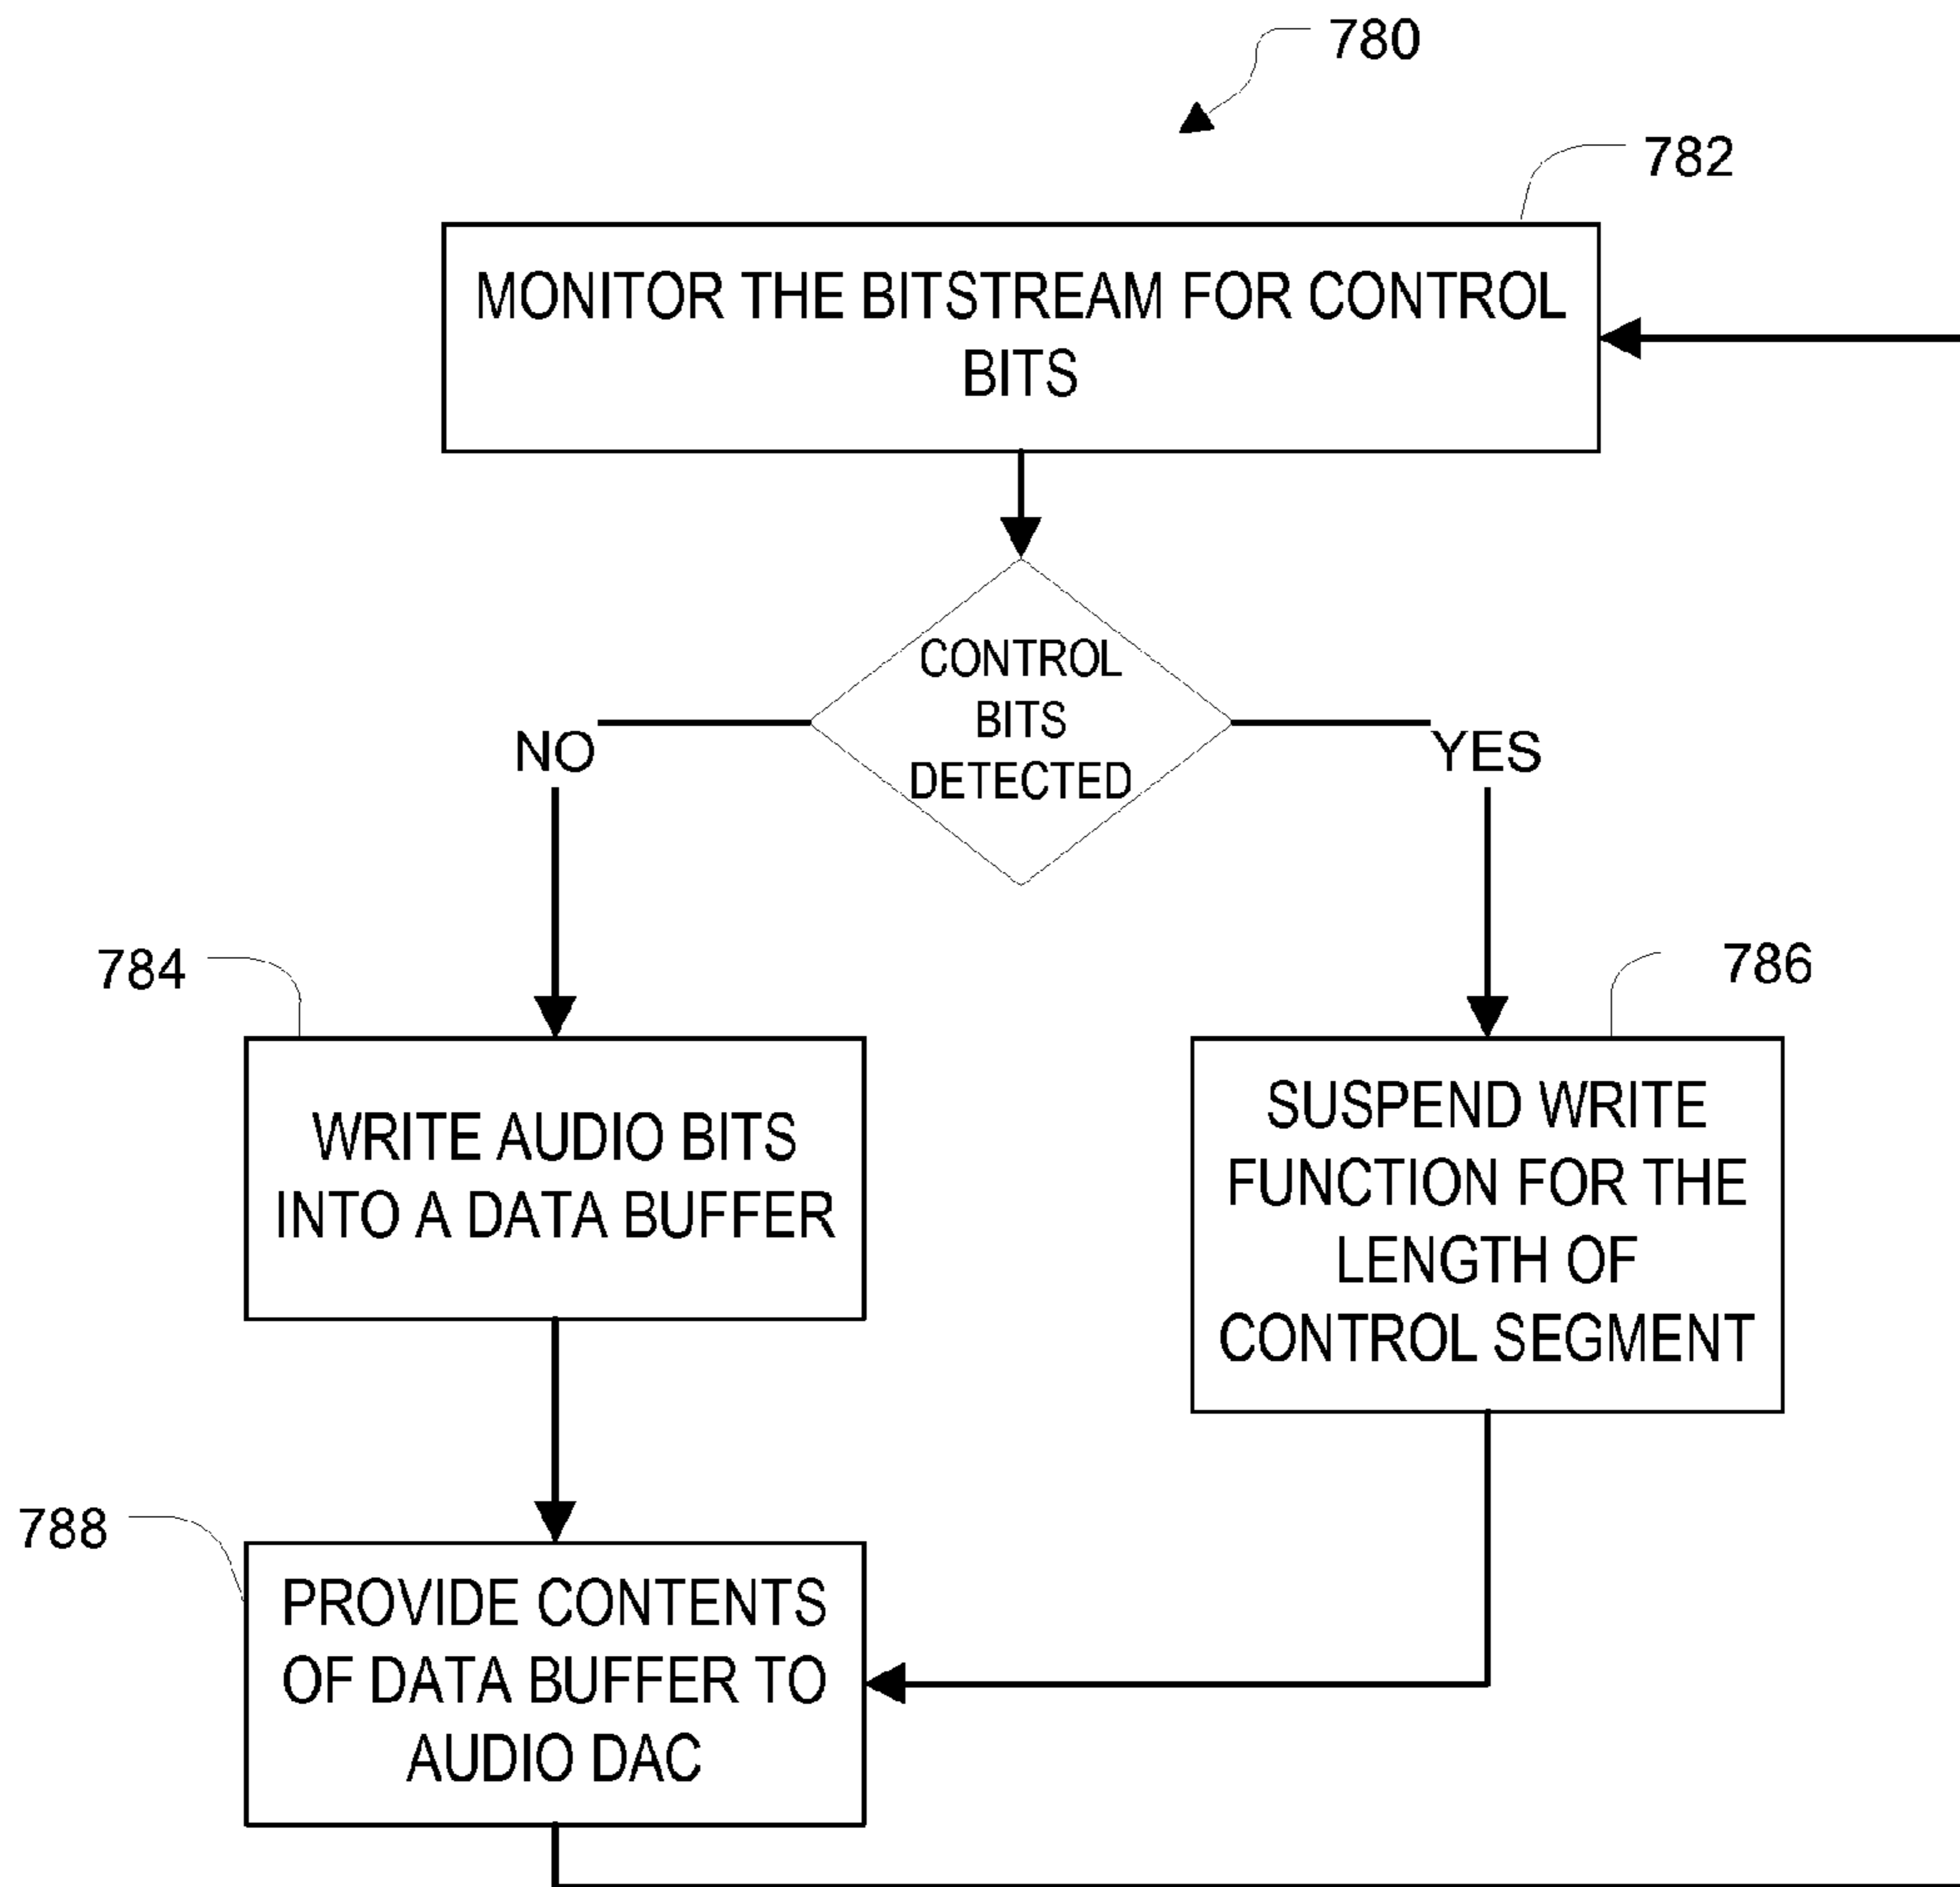 780
782
MONITOR THE BITSTREAM FOR CONTROL
BITS
CONTROL
BITS
DETECTED
NO
YES
784
786
WRITE AUDIO BITS
INTO A DATA BUFFER
SUSPEND WRITE
FUNCTION FOR THE
LENGTH OF
CONTROL SEGMENT
788
PROVIDE CONTENTS
OF DATA BUFFER TO
AUDIO DAC